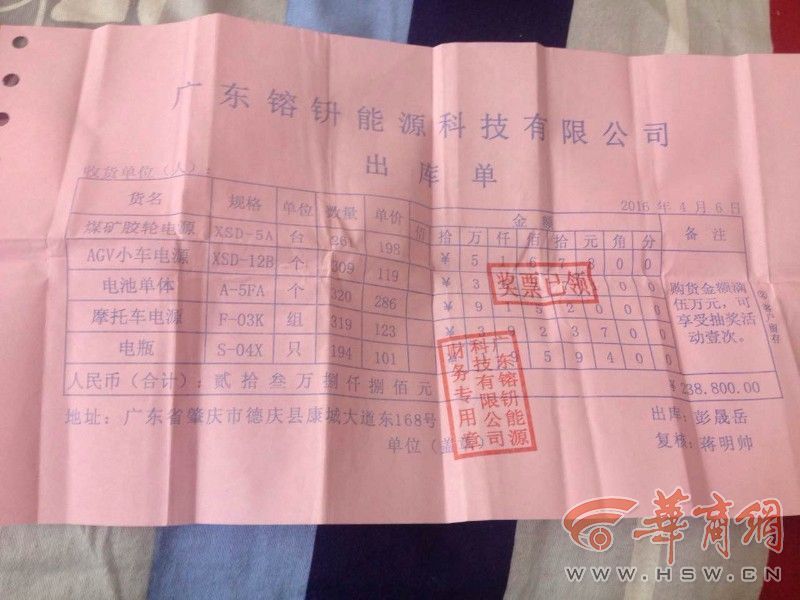 广东镕钘能源科技有限公司
出库单
收货单位（人）：
2016年4月6日
货名 规格 单位 数量 单价 金额 备注
佰 拾 万 仟 佰 拾 元 角 分
煤矿胶轮电源 XSD-5A 台 261 198 ¥ 5 1 6 7 8 0 0
AGV小车电源 XSD-12B 个 309 119 ¥ 3
电池单体 A-5FA 个 320 286 ¥ 9 1 5 2 0 0 0
摩托车电源 F-03K 组 319 123 ¥ 3 9 2 3 7 0 0
电瓶 S-04X 只 194 101 9 5 9 4 0 0
购货金额满
伍万元，可
享受抽奖活
动壹次。
奖票已领
人民币（合计）：贰拾叁万捌仟捌佰元
¥238.800.00
地址：广东省肇庆市德庆县康城大道东168号
出库：彭晟岳
单位（盖章）
复核：蒋明帅
广东镕钘能源
科技有限公司
财务专用章
华商网
WWW.HSW.CN